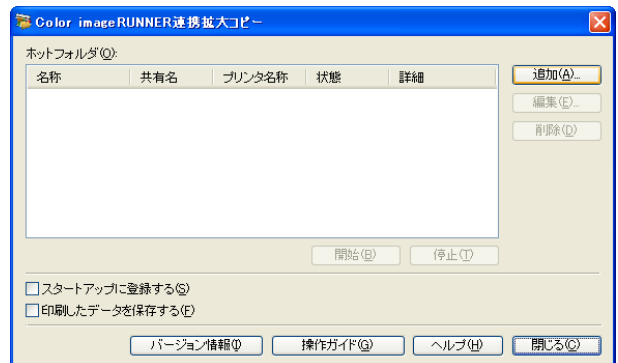 Color imageRUNNER連携拡大コピー
ホットフォルダ(O):
名称 共有名 プリンタ名称 状態 詳細
追加(A)...
編集(E)...
削除(D)
開始(B) 停止(T)
スタートアップに登録する(S)
印刷したデータを保存する(F)
バージョン情報(I) 操作ガイド(G) ヘルプ(H) 閉じる(C)